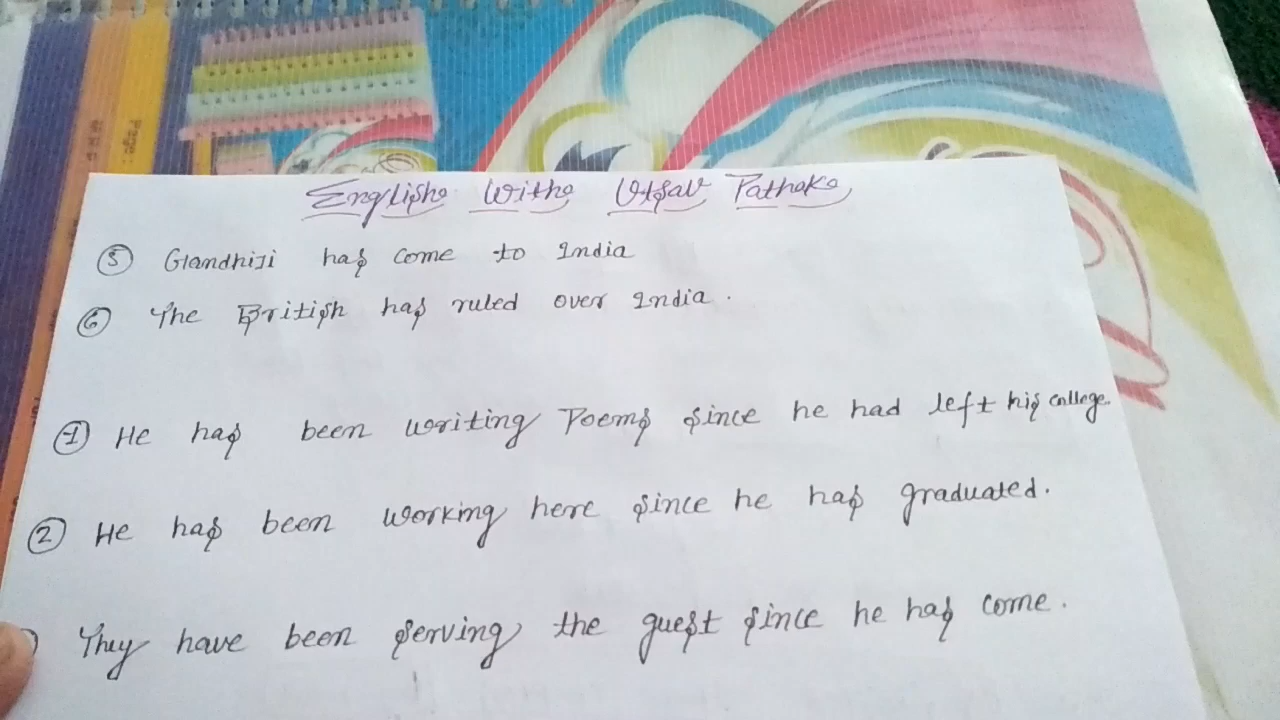 English With Utsav Pathak
5 Gandhiji has come to India
6 The British has ruled over India .
1 He has been writing Poems since he had left his college.
2 He has been working here since he has graduated.
They have been serving the guest since he has come .